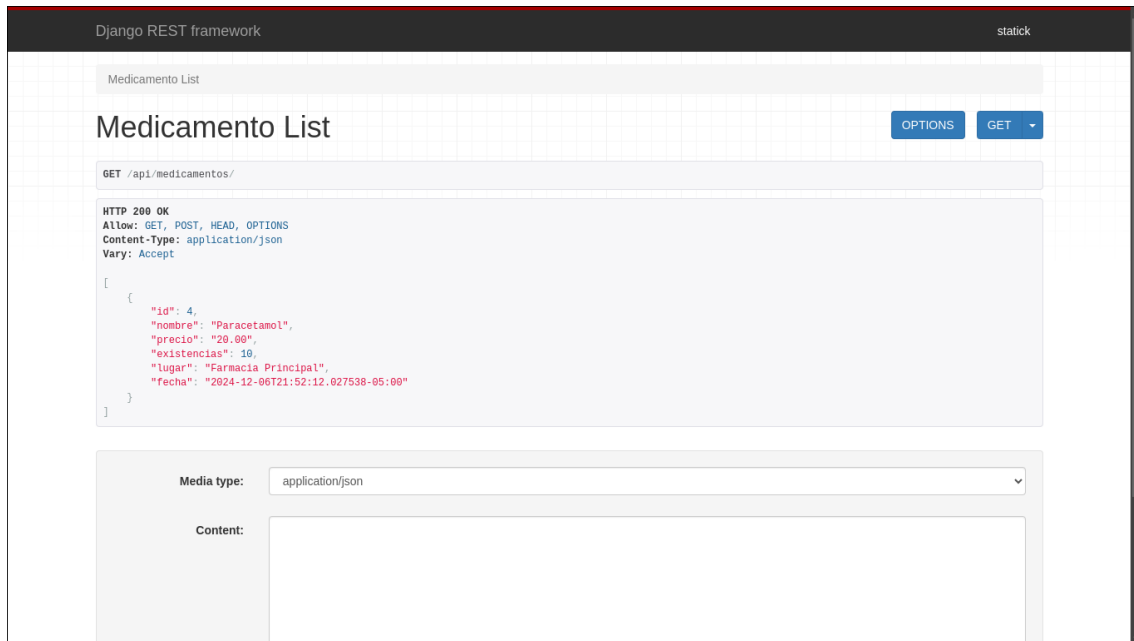 Django REST framework
statick
Medicamento List
Medicamento List
OPTIONS
GET
GET /api/medicamentos/
HTTP 200 OK
Allow: GET, POST, HEAD, OPTIONS
Content-Type: application/json
Vary: Accept
[
    {
        "id": 4,
        "nombre": "Paracetamol",
        "precio": "20.00",
        "existencias": 10,
        "lugar": "Farmacia Principal",
        "fecha": "2024-12-06T21:52:12.027538-05:00"
    }
]
Media type:
application/json
Content: